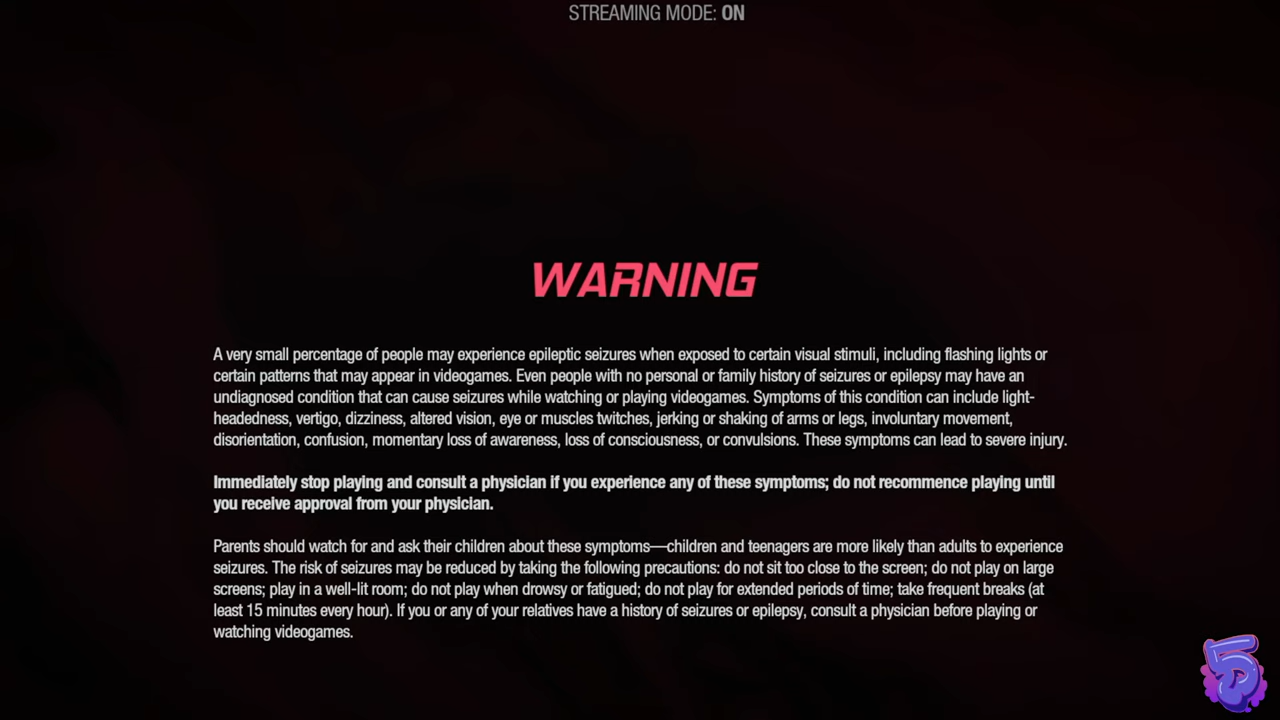 STREAMING MODE: ON
WARNING
A very small percentage of people may experience epileptic seizures when exposed to certain visual stimuli, including flashing lights or
certain patterns that may appear in videogames. Even people with no personal or family history of seizures or epilepsy may have an
undiagnosed condition that can cause seizures while watching or playing videogames. Symptoms of this condition can include light-
headedness, vertigo, dizziness, altered vision, eye or muscles twitches, jerking or shaking of arms or legs, involuntary movement,
disorientation, confusion, momentary loss of awareness, loss of consciousness, or convulsions. These symptoms can lead to severe injury.
Immediately stop playing and consult a physician if you experience any of these symptoms; do not recommence playing until
you receive approval from your physician.
Parents should watch for and ask their children about these symptoms—children and teenagers are more likely than adults to experience
seizures. The risk of seizures may be reduced by taking the following precautions: do not sit too close to the screen; do not play on large
screens; play in a well-lit room; do not play when drowsy or fatigued; do not play for extended periods of time; take frequent breaks (at
least 15 minutes every hour). If you or any of your relatives have a history of seizures or epilepsy, consult a physician before playing or
watching videogames.
5